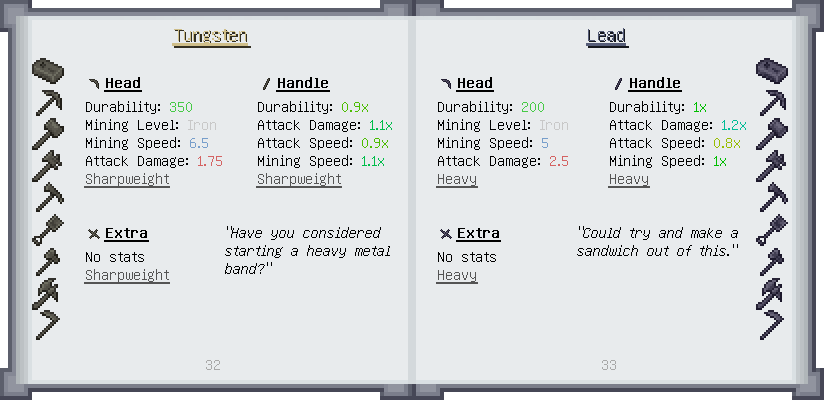 Tungsten
Head
Durability: 350
Mining Level: Iron
Mining Speed: 6.5
Attack Damage: 1.75
Sharpweight
Handle
Durability: 0.9x
Attack Damage: 1.1x
Attack Speed: 0.9x
Mining Speed: 1.1x
Sharpweight
Extra
No stats
Sharpweight
"Have you considered
starting a heavy metal
band?"
32
Lead
Head
Durability: 200
Mining Level: Iron
Mining Speed: 5
Attack Damage: 2.5
Heavy
Handle
Durability: 1x
Attack Damage: 1.2x
Attack Speed: 0.8x
Mining Speed: 1x
Heavy
Extra
No stats
Heavy
"Could try and make a
sandwich out of this."
33